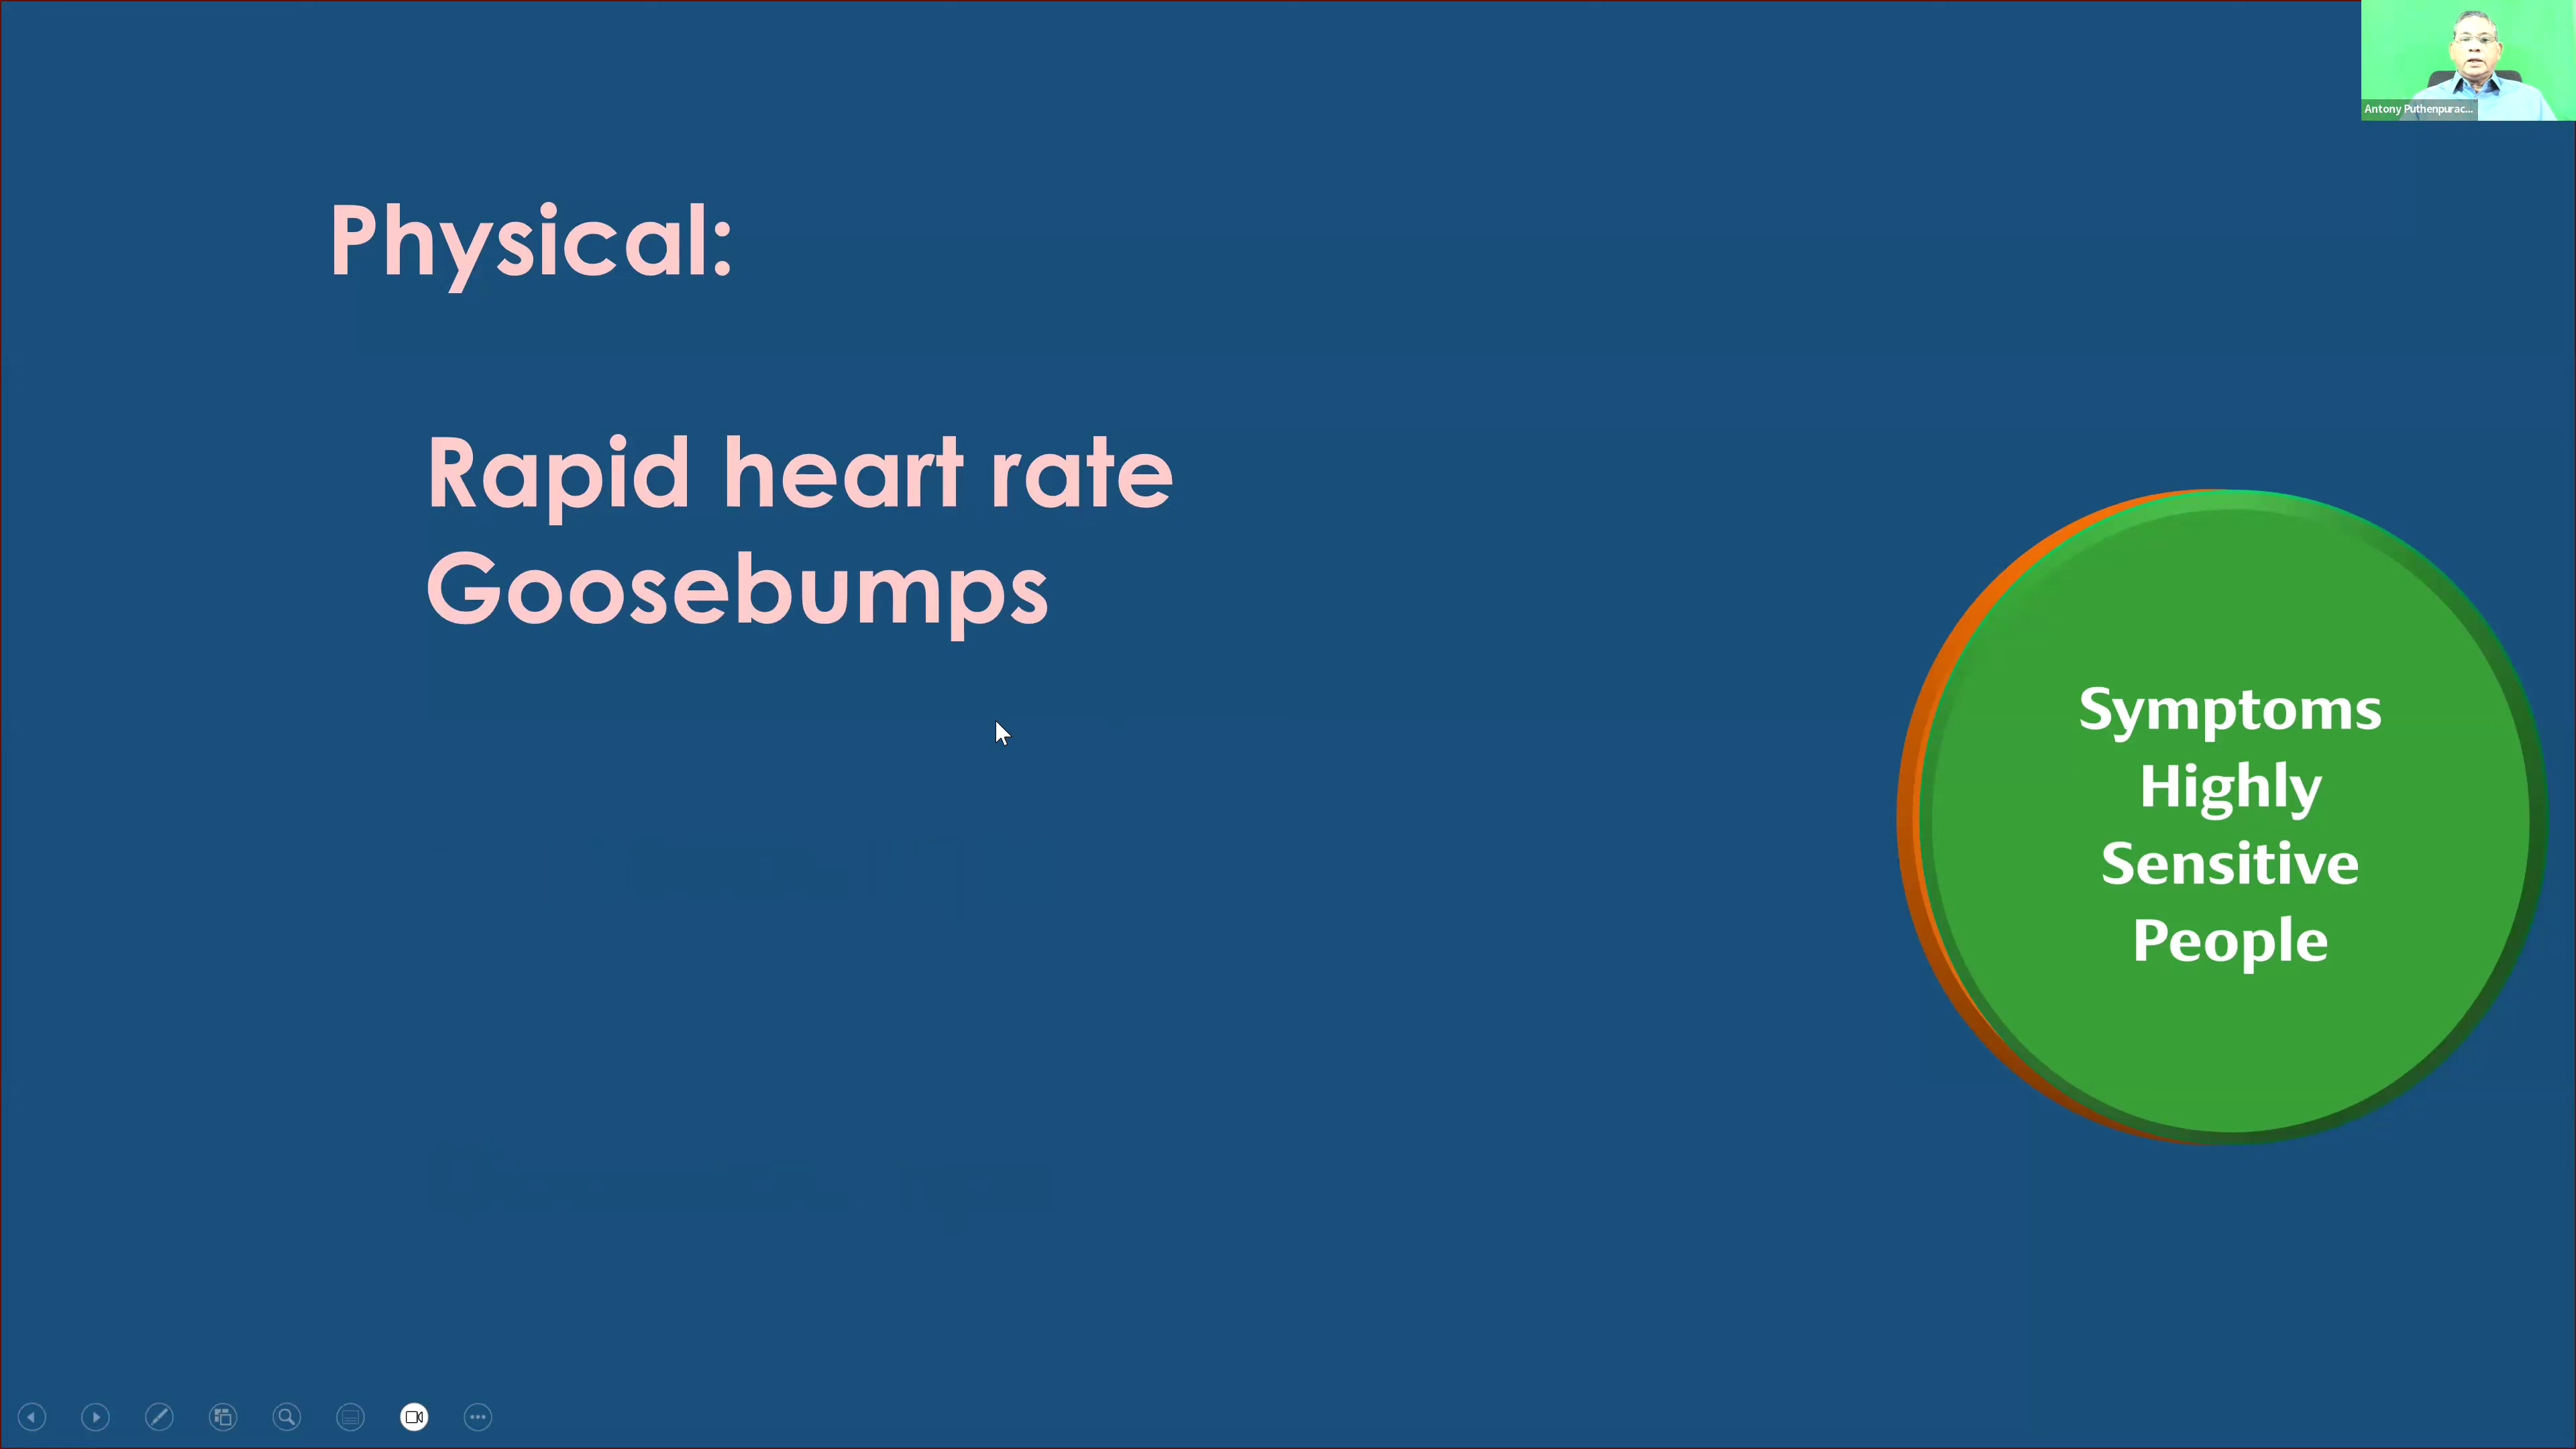 Antony Puthenpurac...
Physical:
Rapid heart rate
Goosebumps
Symptoms
Highly
Sensitive
People